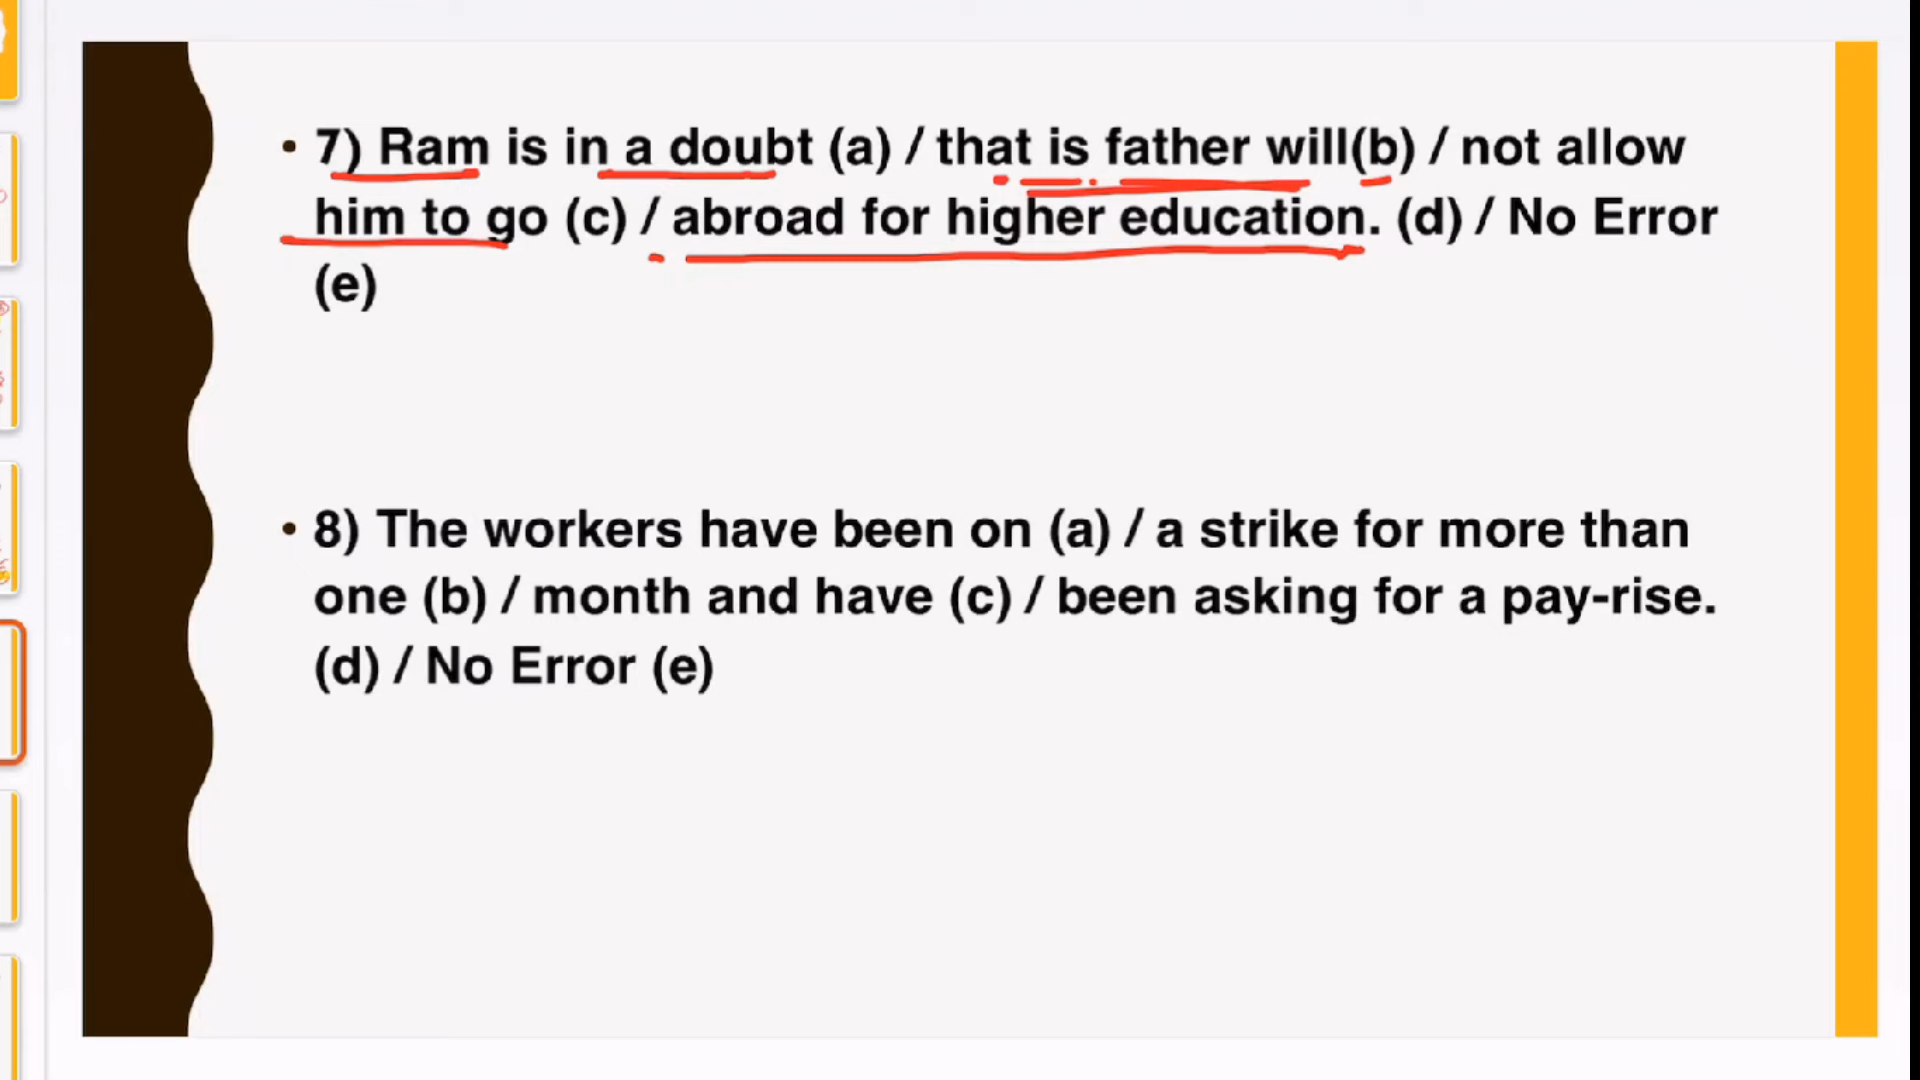 • 7) Ram is in a doubt (a) / that is father will(b) / not allow
him to go (c) / abroad for higher education. (d) / No Error
(e)
• 8) The workers have been on (a) / a strike for more than
one (b) / month and have (c) / been asking for a pay-rise.
(d) / No Error (e)